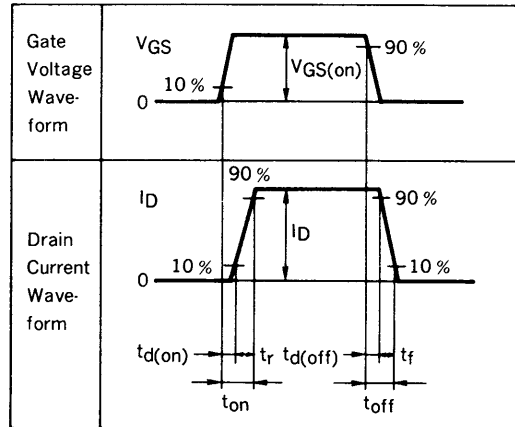 Gate
Voltage
Wave-
form
VGS
90 %
VGS(on)
10 %
0
Drain
Current
Wave-
form
90 %
ID
90 %
ID
10 %
10 %
0
td(on) tr td(off) tf
ton toff